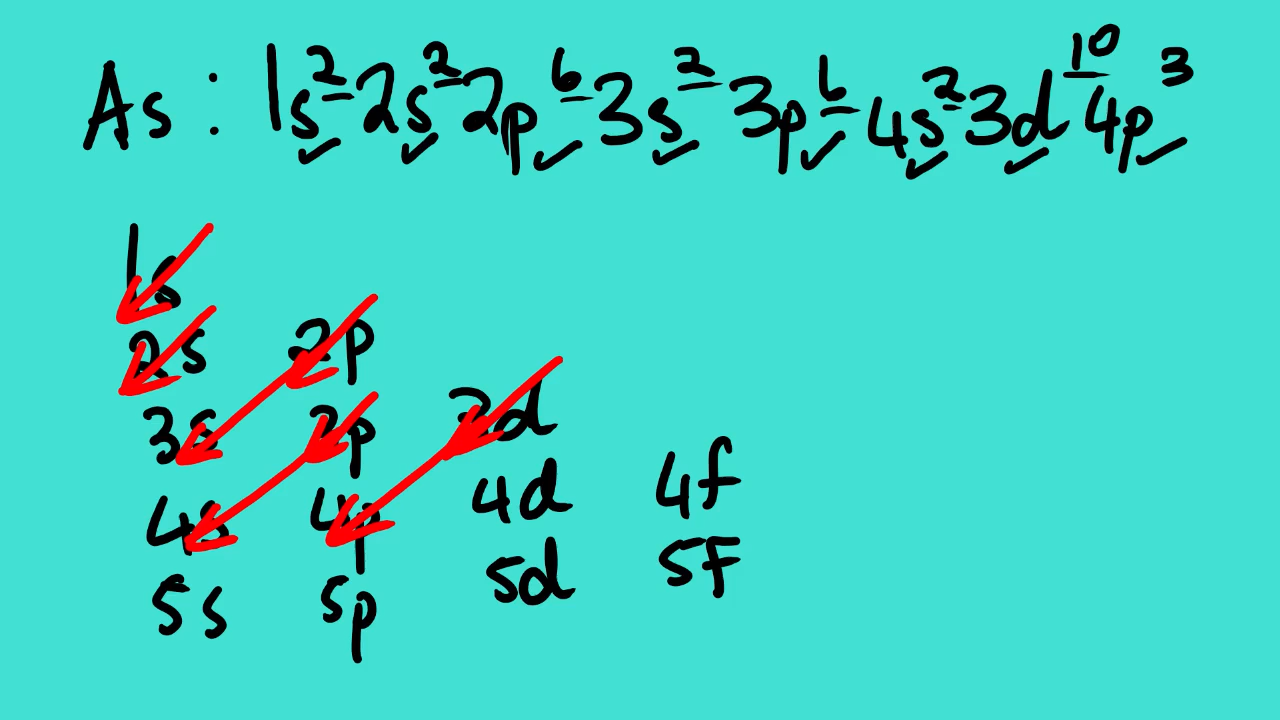 As : 1s² 2s² 2p⁶ 3s² 3p⁶ 4s² 3d¹⁰ 4p³
1s
2s 2p
3s 3p 3d
4s 4p 4d 4f
5s 5p 5d 5f